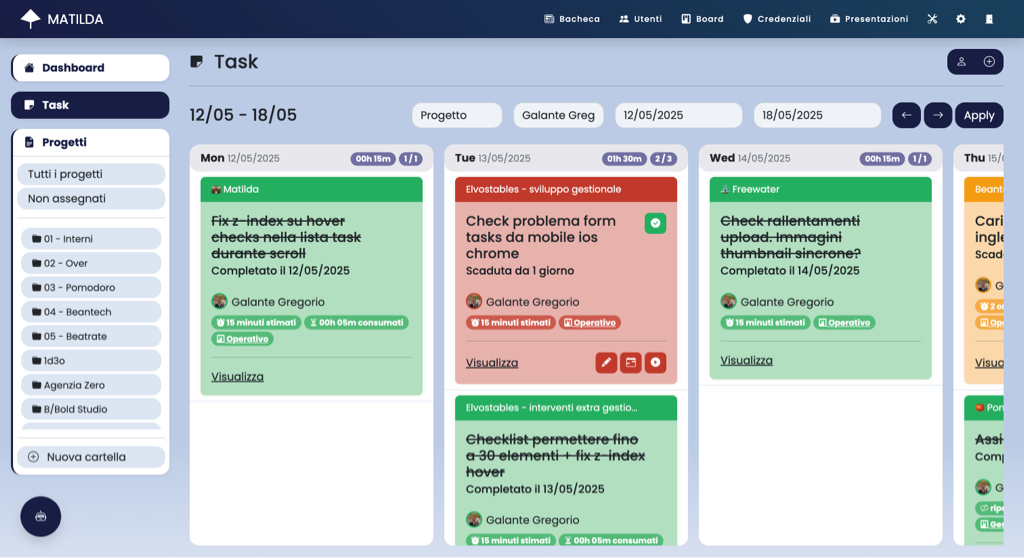 MATILDA
Bacheca
Utenti
Board
Credenziali
Presentazioni
Dashboard
Task
Progetti
Tutti i progetti
Non assegnati
01 - Interni
02 - Over
03 - Pomodoro
04 - Beantech
05 - Beatrate
1d3o
Agenzia Zero
B/Bold Studio
Nuova cartella
Task
12/05 - 18/05
Progetto
Galante Greg
12/05/2025
18/05/2025
Apply
Mon 12/05/2025
00h 15m
1 / 1
Matilda
Fix z-index su hover
checks nella lista task
durante scroll
Completato il 12/05/2025
Galante Gregorio
15 minuti stimati
00h 05m consumati
Operativo
Visualizza
Tue 13/05/2025
01h 30m
2 / 3
Elvostables - sviluppo gestionale
Check problema form
tasks da mobile ios
chrome
Scaduta da 1 giorno
Galante Gregorio
15 minuti stimati
Operativo
Visualizza
Elvostables - interventi extra gestio...
Checklist permettere fino
a 30 elementi + fix z-index
hover
Completato il 13/05/2025
Galante Gregorio
15 minuti stimati
00h 05m consumati
Wed 14/05/2025
00h 15m
1 / 1
Freewater
Check rallentamenti
upload. Immagini
thumbnail sincrone?
Completato il 14/05/2025
Galante Gregorio
15 minuti stimati
Operativo
Visualizza
Thu 15/0
Beant
Cari
ingle
Scad
G
2 o
Op
Visu
Pon
Assi
Comp
G
rip
Ge